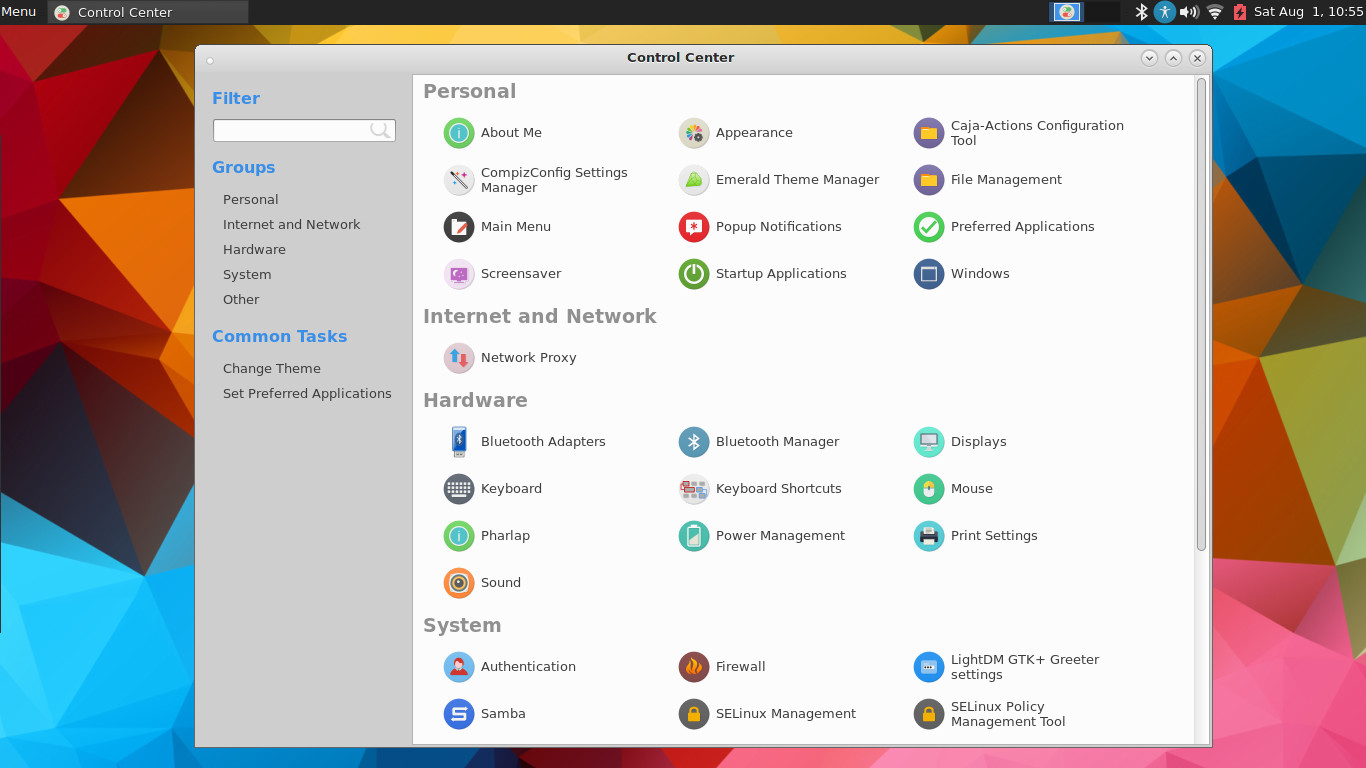 Menu
Control Center
Sat Aug 1, 10:55
Control Center
Filter
Groups
Personal
Internet and Network
Hardware
System
Other
Common Tasks
Change Theme
Set Preferred Applications
Personal
About Me
Appearance
Caja-Actions Configuration
Tool
CompizConfig Settings
Manager
Emerald Theme Manager
File Management
Main Menu
Popup Notifications
Preferred Applications
Screensaver
Startup Applications
Windows
Internet and Network
Network Proxy
Hardware
Bluetooth Adapters
Bluetooth Manager
Displays
Keyboard
Keyboard Shortcuts
Mouse
Pharlap
Power Management
Print Settings
Sound
System
Authentication
Firewall
LightDM GTK+ Greeter
settings
Samba
SELinux Management
SELinux Policy
Management Tool